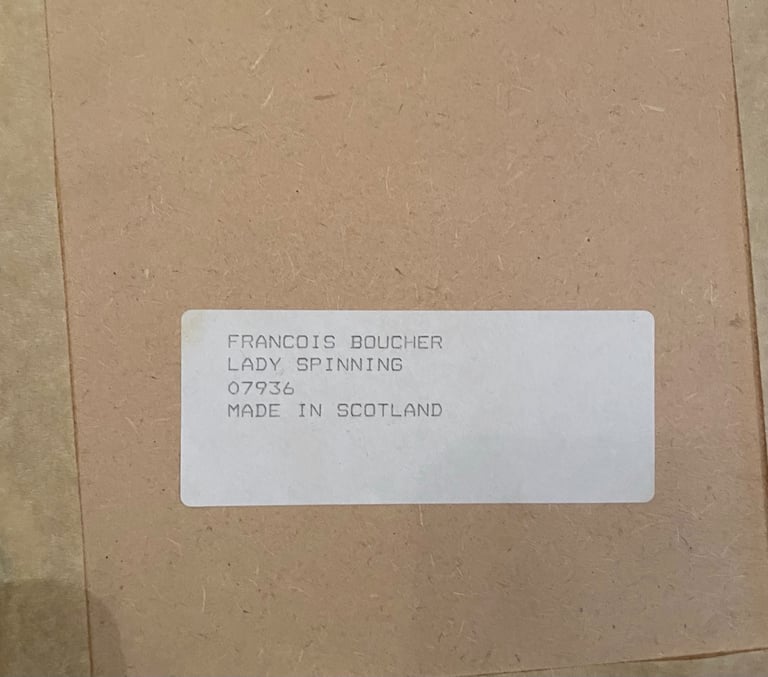 FRANCOIS BOUCHER
LADY SPINNING
07936
MADE IN SCOTLAND